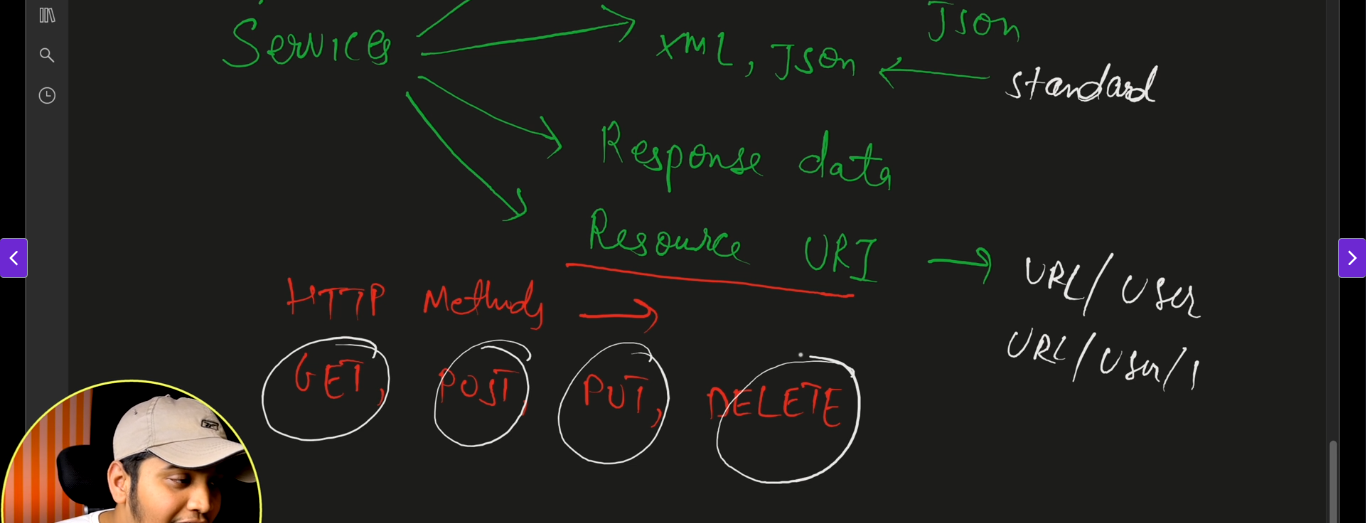 Json
Services
XML, Json
standard
Response data
Resource URI
URL/User
HTTP Methods
URL/User/1
GET, POST, PUT, DELETE